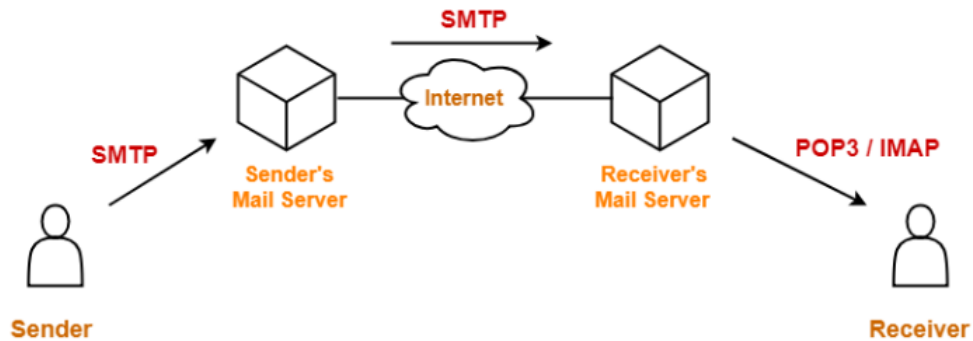 SMTP
Internet
SMTP
POP3 / IMAP
Sender's
Mail Server
Receiver's
Mail Server
Sender
Receiver